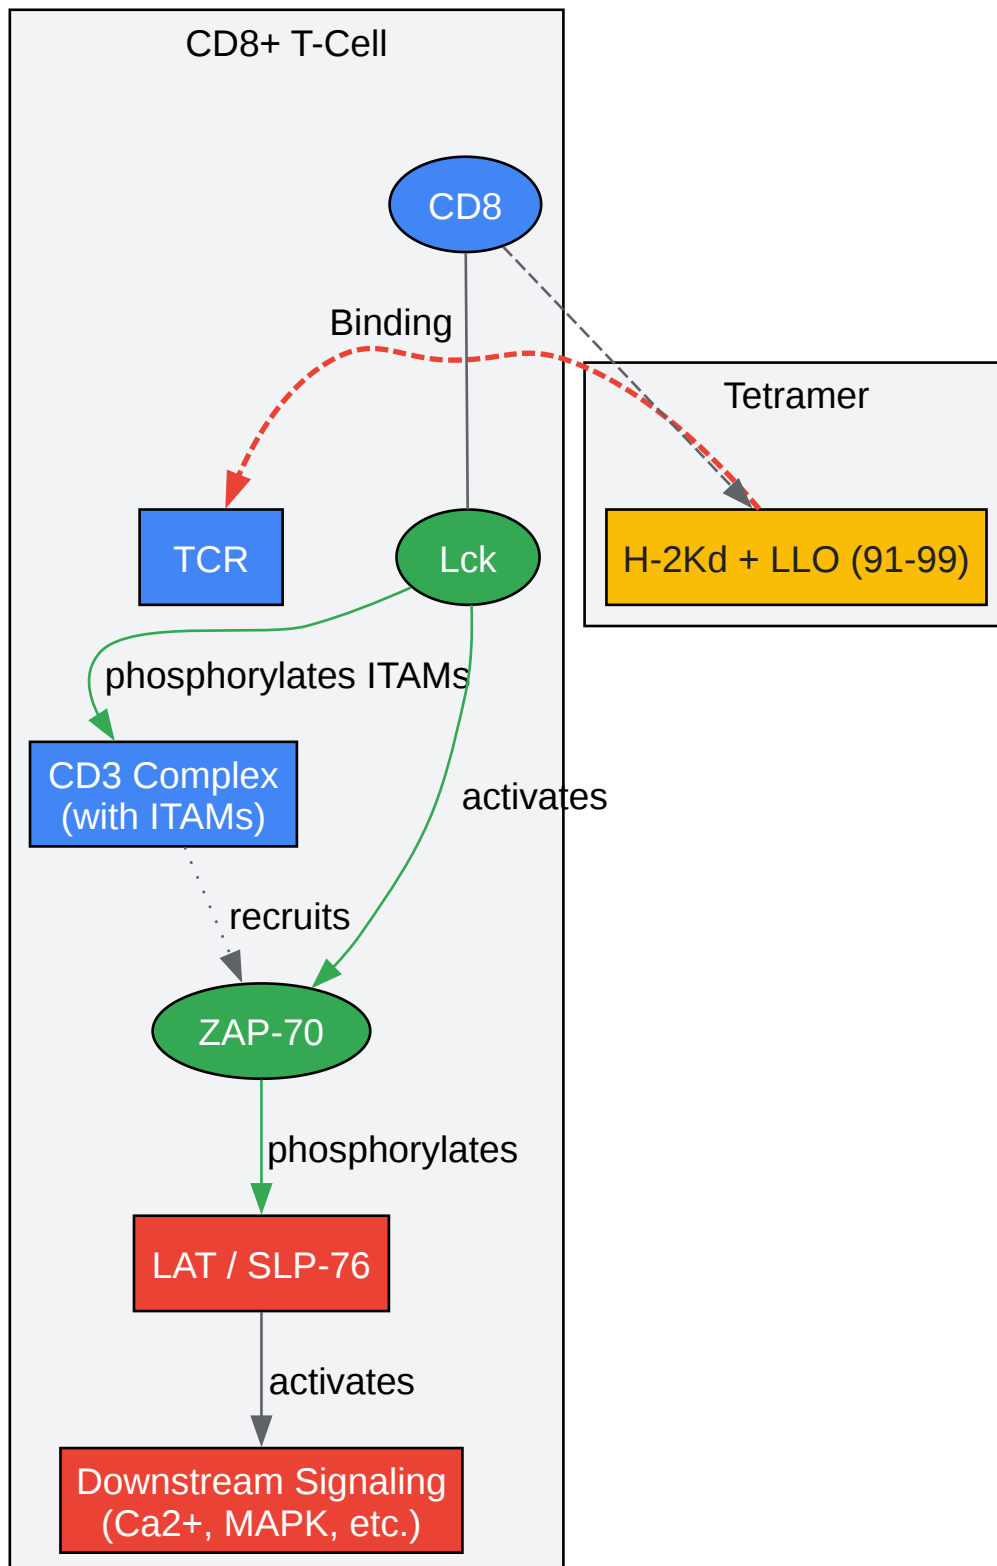 CD8+ T-Cell
CD8
Binding
Tetramer
TCR
Lck
H-2Kd + LLO (91-99)
phosphorylates ITAMs
CD3 Complex
(with ITAMs)
activates
recruits
ZAP-70
phosphorylates
LAT / SLP-76
activates
Downstream Signaling
(Ca2+, MAPK, etc.)